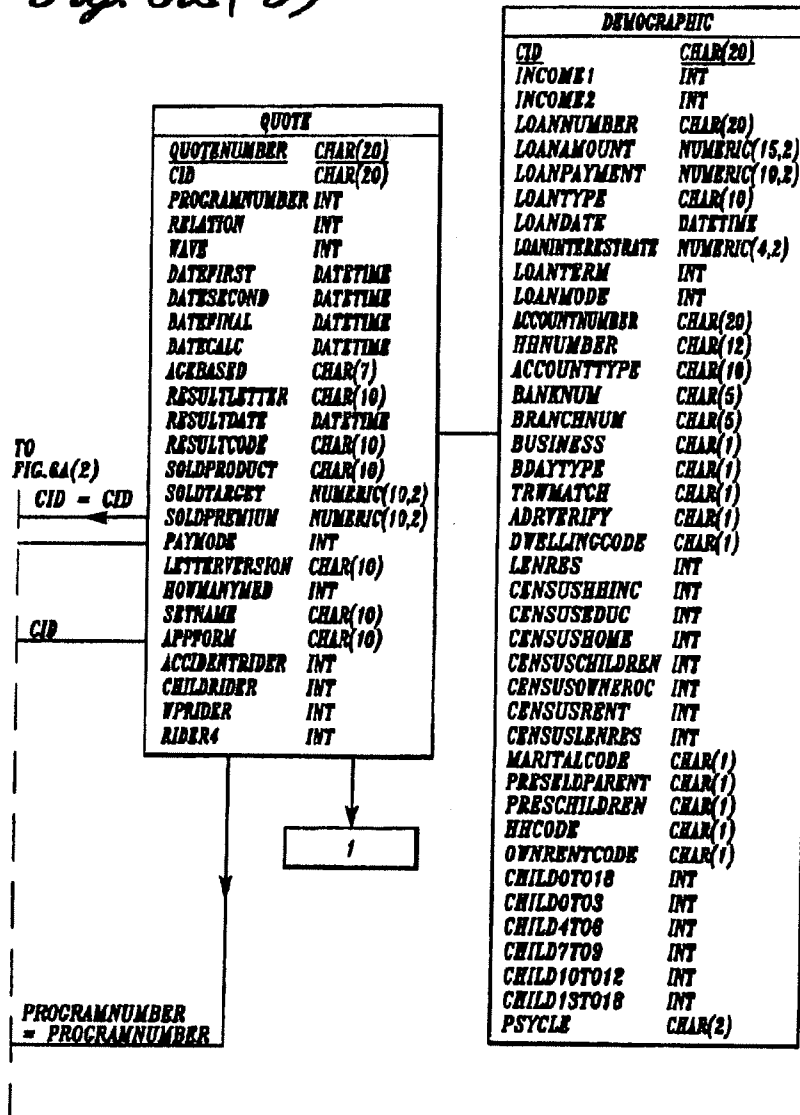 QUOTE
QUOTENUMBER CHAR(20)
CID CHAR(20)
PROGRAMNUMBER INT
RELATION INT
WAVE INT
DATEFIRST DATETIME
DATESECOND DATETIME
DATEFINAL DATETIME
DATECALC DATETIME
AGEBASED CHAR(7)
RESULTLETTER CHAR(10)
RESULTDATE DATETIME
RESULTCODE CHAR(10)
SOLDPRODUCT CHAR(10)
SOLDTARGET NUMERIC(10,2)
SOLDPREMIUM NUMERIC(10,2)
PAYMODE INT
LETTERVERSION CHAR(10)
HOWMANYMED INT
SETNAME CHAR(10)
APPFORM CHAR(10)
ACCIDENTRIDER INT
CHILDRIDER INT
WPRIDER INT
RIDER4 INT
TO
FIG.6A(2)
CID = CID
CID
1
PROGRAMNUMBER
= PROGRAMNUMBER
DEMOGRAPHIC
CID CHAR(20)
INCOME1 INT
INCOME2 INT
LOANNUMBER CHAR(20)
LOANAMOUNT NUMERIC(15,2)
LOANPAYMENT NUMERIC(10,2)
LOANTYPE CHAR(10)
LOANDATE DATETIME
LOANINTERESTRATE NUMERIC(4,2)
LOANTERM INT
LOANMODE INT
ACCOUNTNUMBER CHAR(20)
HHNUMBER CHAR(12)
ACCOUNTTYPE CHAR(10)
BANKNUM CHAR(5)
BRANCHNUM CHAR(5)
BUSINESS CHAR(1)
BDAYTYPE CHAR(1)
TRWMATCH CHAR(1)
ADRVERIFY CHAR(1)
DWELLINGCODE CHAR(1)
LENRES INT
CENSUSHHINC INT
CENSUSEDUC INT
CENSUSHOME INT
CENSUSCHILDREN INT
CENSUSOWNEROC INT
CENSUSRENT INT
CENSUSLENRES INT
MARITALCODE CHAR(1)
PRESELDPARENT CHAR(1)
PRESCHILDREN CHAR(1)
HHCODE CHAR(1)
OWNRENTCODE CHAR(1)
CHILD0TO18 INT
CHILD0TO3 INT
CHILD4TO6 INT
CHILD7TO9 INT
CHILD10TO12 INT
CHILD13TO18 INT
PSYCLE CHAR(2)